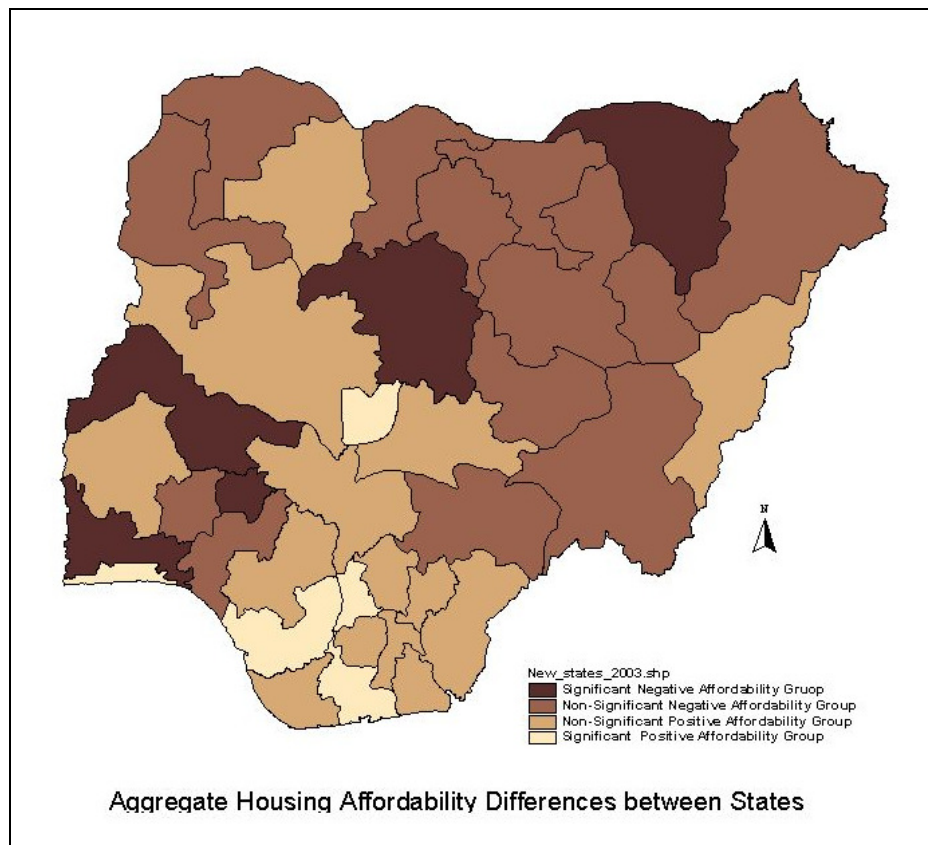 N
New_states_2003.shp
Significant Negative Affordability Gruop
Non-Significant Negative Affordability Group
Non-Significant Positive Affordability Group
Significant Positive Affordability Group
Aggregate Housing Affordability Differences between States